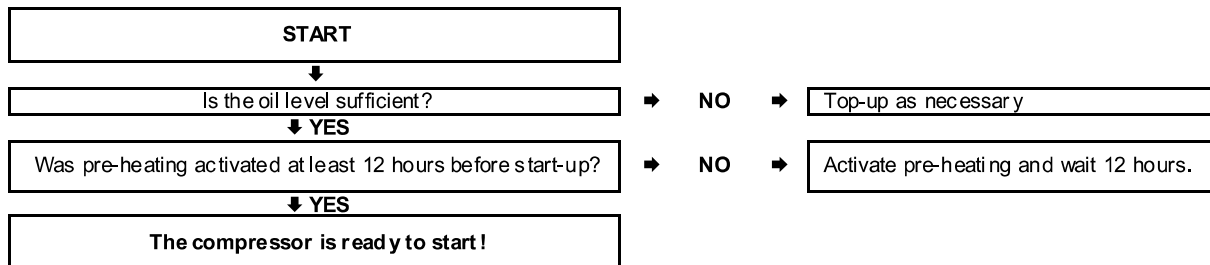 START
Is the oil level sufficient?
NO
Top-up as necessary
YES
Was pre-heating activated at least 12 hours before start-up?
NO
Activate pre-heating and wait 12 hours.
YES
The compressor is ready to start!